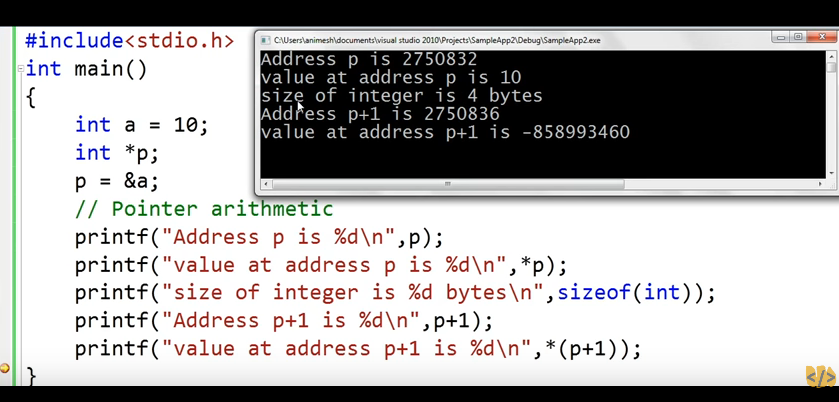 #include<stdio.h>
int main()
{
int a = 10;
int *p;
p = &a;
// Pointer arithmetic
printf("Address p is %d\n",p);
printf("value at address p is %d\n",*p);
printf("size of integer is %d bytes\n",sizeof(int));
printf("Address p+1 is %d\n",p+1);
printf("value at address p+1 is %d\n",*(p+1));
}
C:\Users\animesh\documents\visual studio 2010\Projects\SampleApp2\Debug\SampleApp2.exe
Address p is 2750832
value at address p is 10
size of integer is 4 bytes
Address p+1 is 2750836
value at address p+1 is -858993460
</>